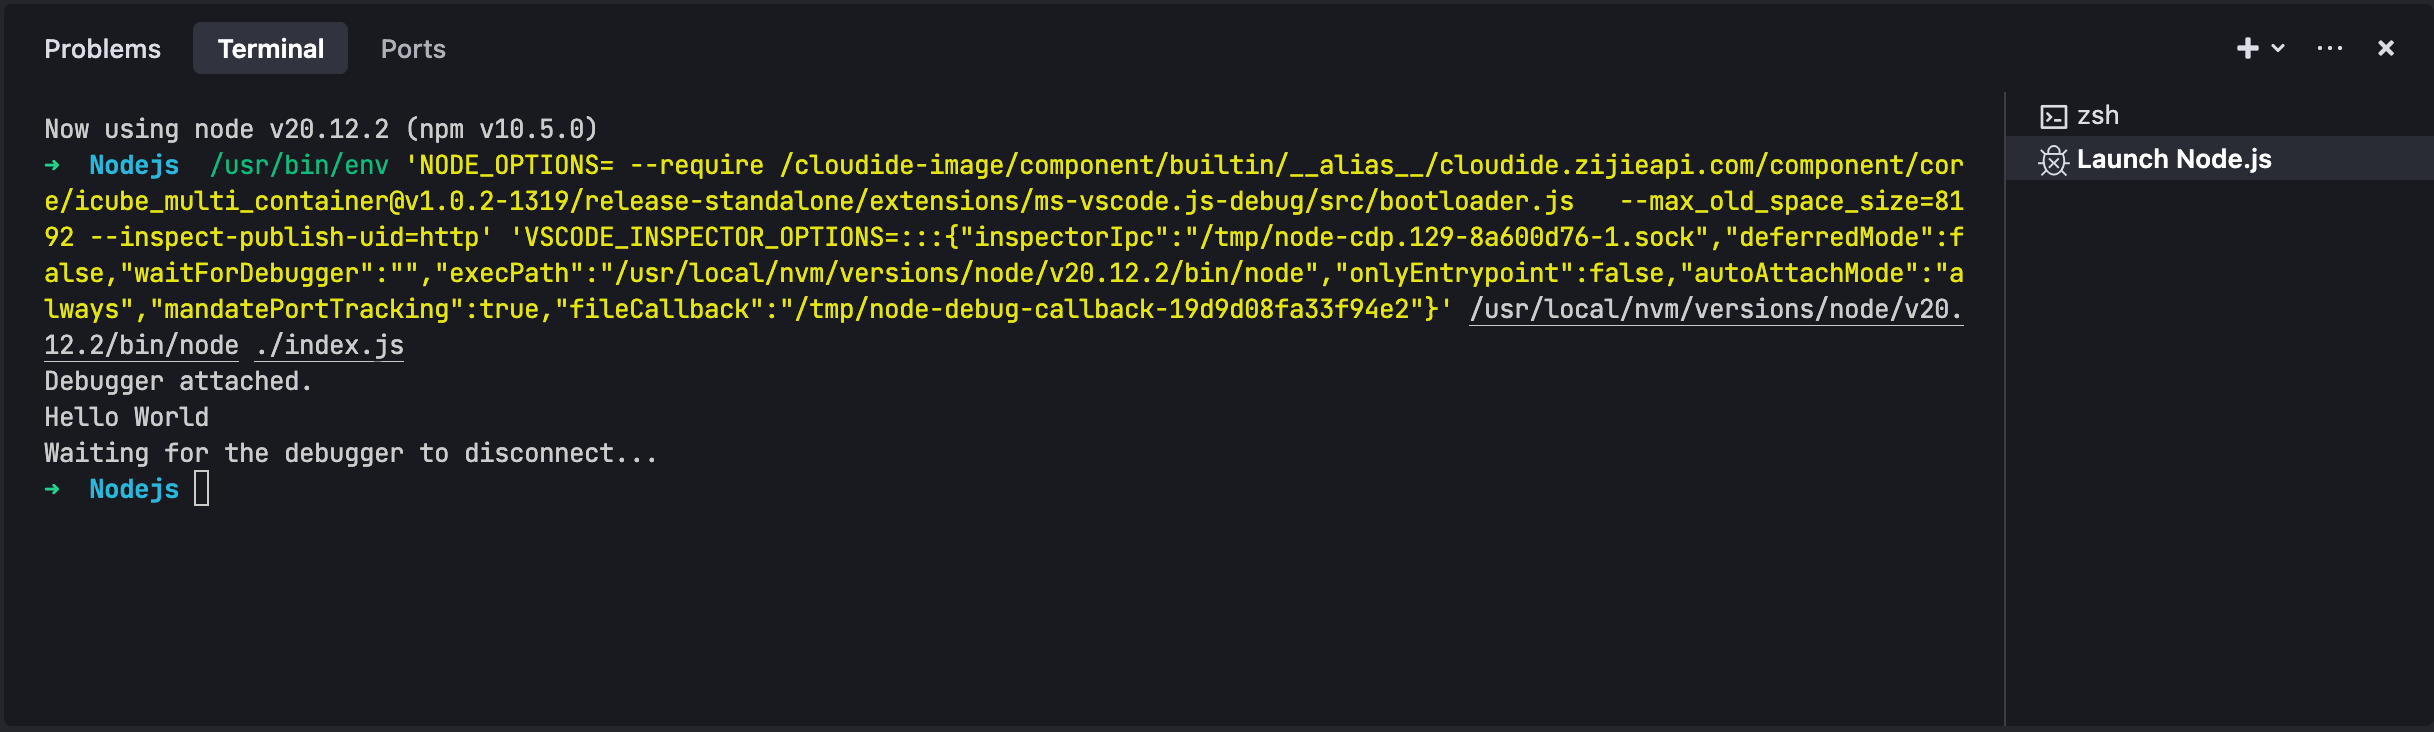 Problems Terminal Ports
Now using node v20.12.2 (npm v10.5.0)
→ Nodejs /usr/bin/env 'NODE_OPTIONS= --require /cloudide-image/component/builtin/__alias__/cloudide.zijieapi.com/component/cor
e/icube_multi_container@v1.0.2-1319/release-standalone/extensions/ms-vscode.js-debug/src/bootloader.js   --max_old_space_size=81
92 --inspect-publish-uid=http' 'VSCODE_INSPECTOR_OPTIONS=:::{"inspectorIpc":"/tmp/node-cdp.129-8a600d76-1.sock","deferredMode":f
alse,"waitForDebugger":"","execPath":"/usr/local/nvm/versions/node/v20.12.2/bin/node","onlyEntrypoint":false,"autoAttachMode":"a
lways","mandatePortTracking":true,"fileCallback":"/tmp/node-debug-callback-19d9d08fa33f94e2"}' /usr/local/nvm/versions/node/v20.
12.2/bin/node ./index.js
Debugger attached.
Hello World
Waiting for the debugger to disconnect...
→ Nodejs
zsh
Launch Node.js